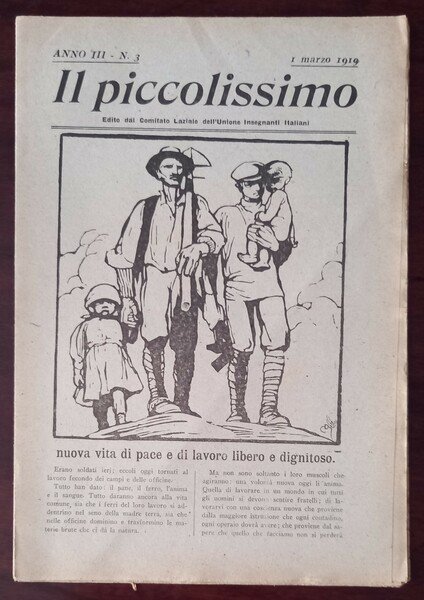 ANNO III - N. 3
1 marzo 1919
Il piccolissimo
Edito dal Comitato Laziale dell'Unione Insegnanti Italiani
nuova vita di pace e di lavoro libero e dignitoso.
Erano soldati ieri; eccoli oggi tornati al
lavoro fecondo dei campi e delle officine.
Tutto han dato: il pane, il ferro, l'anima
e il sangue. Tutto daranno ancora alla vita
comune, sia che i ferri del loro lavoro si ad-
dentrino nel seno della madre terra, sia che
nelle officine dominino e trasformino le ma-
terie brute che ci dà la natura.
Ma non sono soltanto i loro muscoli che
agiranno: una volontà nuova oggi li anima.
Quella di lavorare in un mondo in cui tutti
gli uomini si devon sentire fratelli; di la-
vorarvi con una coscienza nuova che proviene
dalla maggiore istruzione che ogni contadino,
ogni operaio dovrà avere; che proviene dal sa-
pere che quello che facciamo non si perderà